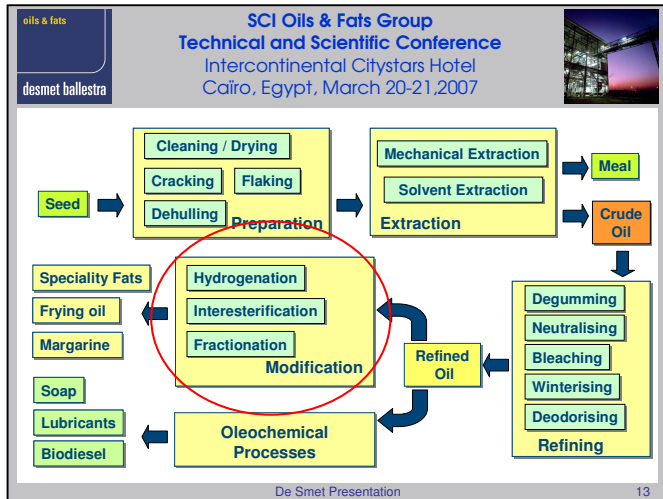 oils & fats
desmet ballestra
SCI Oils & Fats Group
Technical and Scientific Conference
Intercontinental Citystars Hotel
Caïro, Egypt, March 20-21,2007
Seed
Cleaning / Drying
Cracking
Flaking
Dehulling
Preparation
Mechanical Extraction
Solvent Extraction
Extraction
Meal
Crude
Oil
Degumming
Neutralising
Bleaching
Winterising
Deodorising
Refining
Refined
Oil
Hydrogenation
Interesterification
Fractionation
Modification
Speciality Fats
Frying oil
Margarine
Oleochemical
Processes
Soap
Lubricants
Biodiesel
De Smet Presentation
13